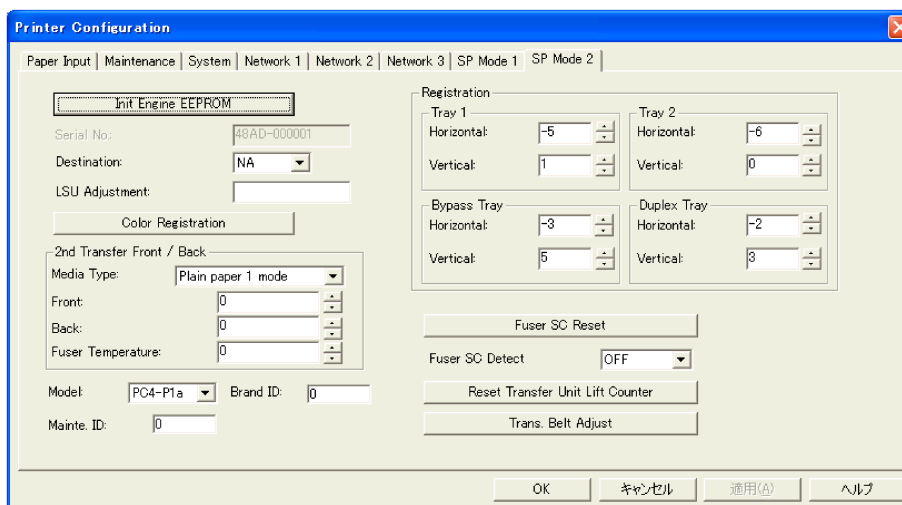 Printer Configuration
Paper Input | Maintenance | System | Network 1 | Network 2 | Network 3 | SP Mode 1 | SP Mode 2
Init Engine EEPROM
Serial No.: 48AD-000001
Destination: NA
LSU Adjustment:
Color Registration
2nd Transfer Front / Back
Media Type: Plain paper 1 mode
Front: 0
Back: 0
Fuser Temperature: 0
Model: PC4-P1a Brand ID: 0
Mainte. ID: 0
Registration
Tray 1
Horizontal: -5
Vertical: 1
Tray 2
Horizontal: -6
Vertical: 0
Bypass Tray
Horizontal: -3
Vertical: 5
Duplex Tray
Horizontal: -2
Vertical: 3
Fuser SC Reset
Fuser SC Detect OFF
Reset Transfer Unit Lift Counter
Trans. Belt Adjust
OK キャンセル 適用(A) ヘルプ